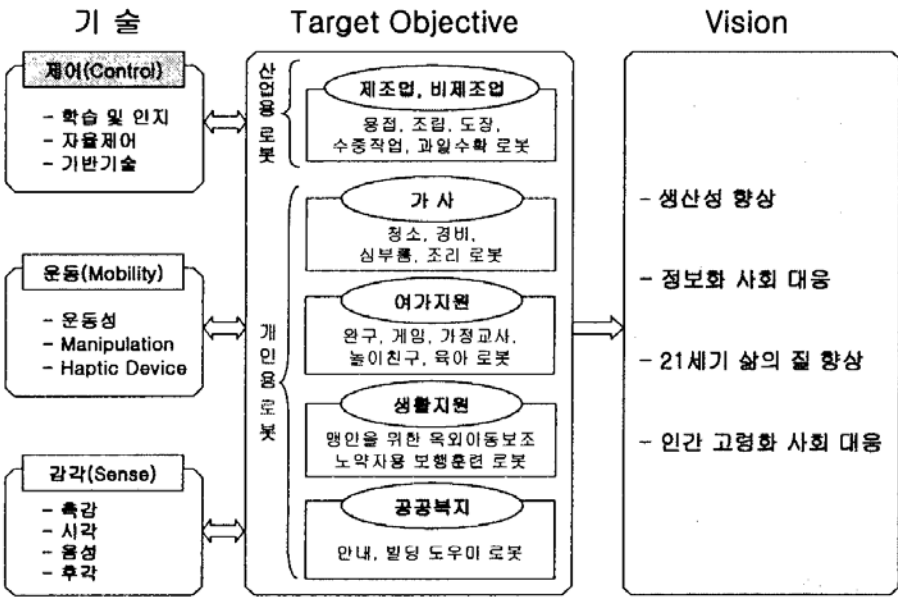 기 술
Target Objective
Vision
제어(Control)
- 학습 및 인지
- 자율제어
- 기반기술
운동(Mobility)
- 운동성
- Manipulation
- Haptic Device
감각(Sense)
- 촉감
- 시각
- 음성
- 후각
산업용 로봇
제조업, 비제조업
용접, 조립, 도장,
수중작업, 과일수확 로봇
개인용 로봇
가 사
청소, 경비,
심부름, 조리 로봇
여가지원
완구, 게임, 가정교사,
놀이친구, 육아 로봇
생활지원
맹인을 위한 옥외이동보조
노약자용 보행훈련 로봇
공공복지
안내, 빌딩 도우미 로봇
- 생산성 향상
- 정보화 사회 대응
- 21세기 삶의 질 향상
- 인간 고령화 사회 대응